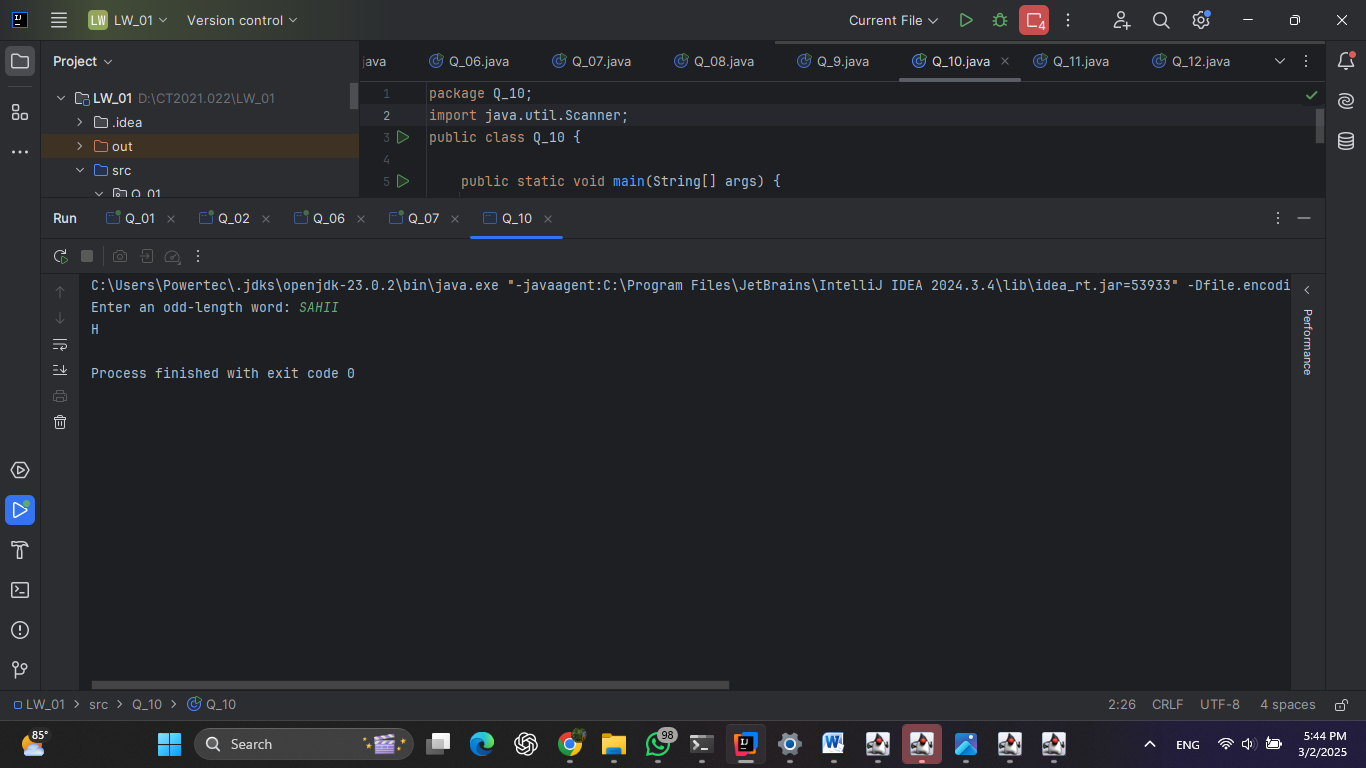 LW LW_01 Version control Current File 4
Project
java Q_06.java Q_07.java Q_08.java Q_9.java Q_10.java Q_11.java Q_12.java
LW_01 D:\CT2021.022\LW_01
.idea
out
src
Q_01
1 package Q_10;
2 import java.util.Scanner;
3 public class Q_10 {
4
5 public static void main(String[] args) {
Run Q_01 Q_02 Q_06 Q_07 Q_10
C:\Users\Powertec\.jdks\openjdk-23.0.2\bin\java.exe "-javaagent:C:\Program Files\JetBrains\IntelliJ IDEA 2024.3.4\lib\idea_rt.jar=53933" -Dfile.encodi
Enter an odd-length word: SAHII
H
Process finished with exit code 0
Performance
LW_01 src Q_10 Q_10 2:26 CRLF UTF-8 4 spaces
85° Search 98 ENG 5:44 PM
3/2/2025